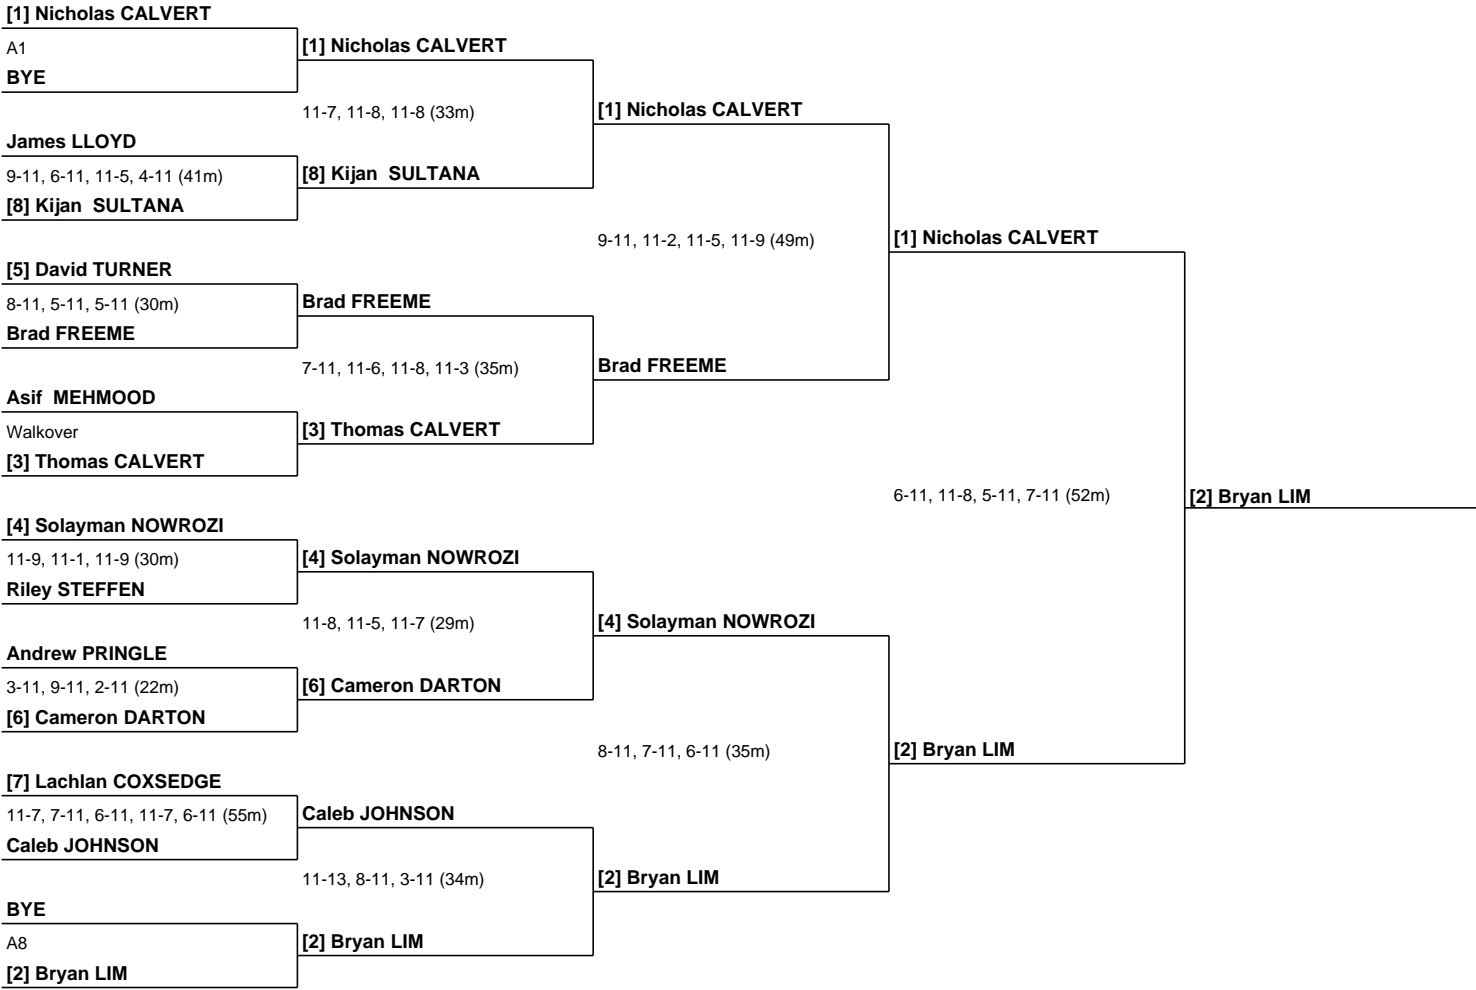 [1] Nicholas CALVERT
A1
BYE
James LLOYD
9-11, 6-11, 11-5, 4-11 (41m)
[8] Kijan  SULTANA
[5] David TURNER
8-11, 5-11, 5-11 (30m)
Brad FREEME
Asif  MEHMOOD
Walkover
[3] Thomas CALVERT
[4] Solayman NOWROZI
11-9, 11-1, 11-9 (30m)
Riley STEFFEN
Andrew PRINGLE
3-11, 9-11, 2-11 (22m)
[6] Cameron DARTON
[7] Lachlan COXSEDGE
11-7, 7-11, 6-11, 11-7, 6-11 (55m)
Caleb JOHNSON
BYE
A8
[2] Bryan LIM
[1] Nicholas CALVERT
11-7, 11-8, 11-8 (33m)
[8] Kijan  SULTANA
Brad FREEME
7-11, 11-6, 11-8, 11-3 (35m)
[3] Thomas CALVERT
[4] Solayman NOWROZI
11-8, 11-5, 11-7 (29m)
[6] Cameron DARTON
Caleb JOHNSON
11-13, 8-11, 3-11 (34m)
[2] Bryan LIM
[1] Nicholas CALVERT
9-11, 11-2, 11-5, 11-9 (49m)
Brad FREEME
[4] Solayman NOWROZI
8-11, 7-11, 6-11 (35m)
[2] Bryan LIM
[1] Nicholas CALVERT
6-11, 11-8, 5-11, 7-11 (52m)
[2] Bryan LIM
[2] Bryan LIM